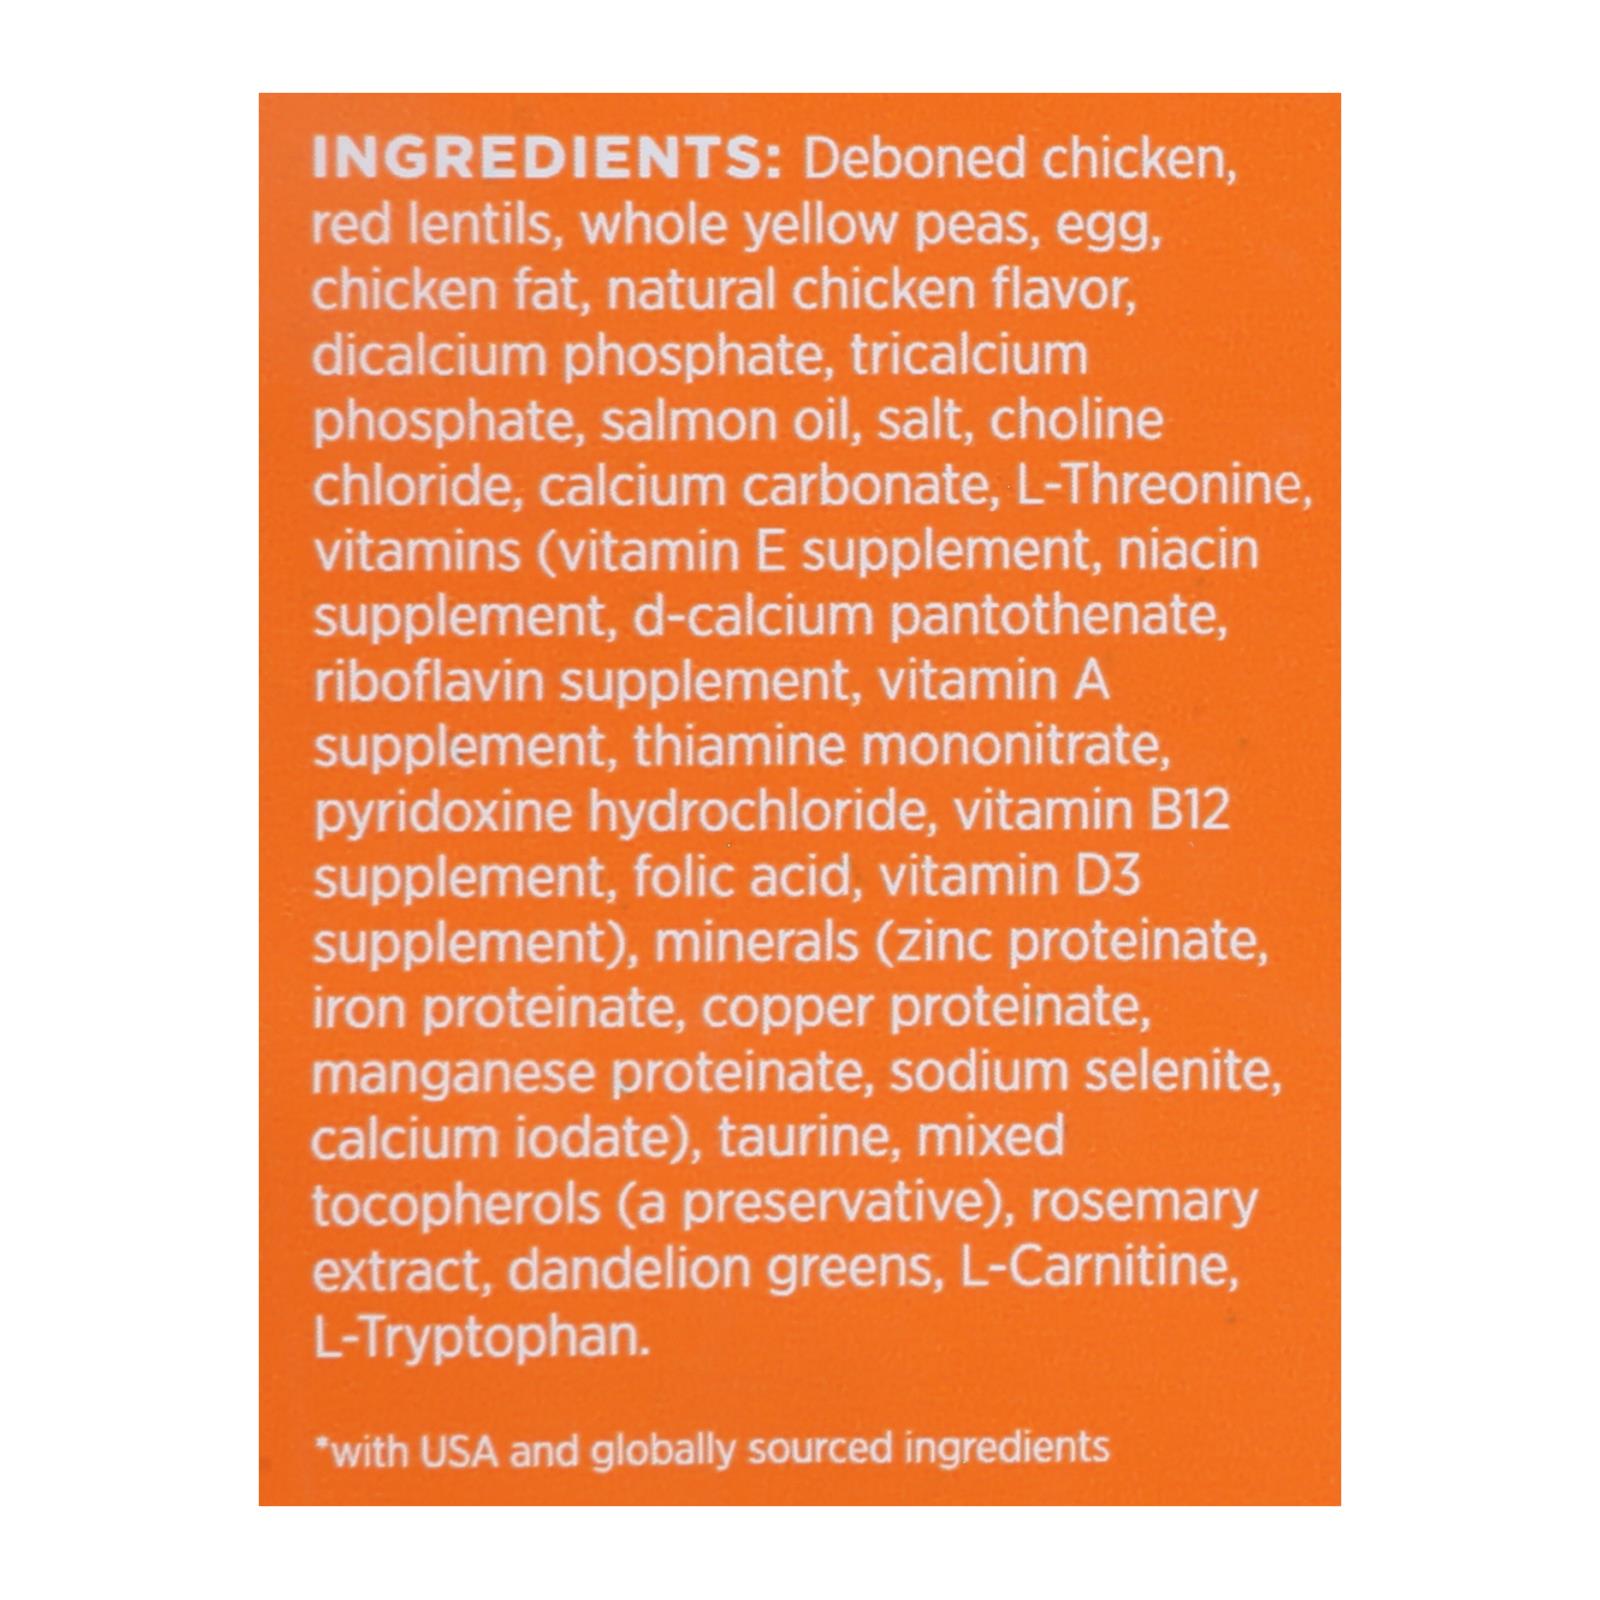 INGREDIENTS: Deboned chicken,
red lentils, whole yellow peas, egg,
chicken fat, natural chicken flavor,
dicalcium phosphate, tricalcium
phosphate, salmon oil, salt, choline
chloride, calcium carbonate, L-Threonine,
vitamins (vitamin E supplement, niacin
supplement, d-calcium pantothenate,
riboflavin supplement, vitamin A
supplement, thiamine mononitrate,
pyridoxine hydrochloride, vitamin B12
supplement, folic acid, vitamin D3
supplement), minerals (zinc proteinate,
iron proteinate, copper proteinate,
manganese proteinate, sodium selenite,
calcium iodate), taurine, mixed
tocopherols (a preservative), rosemary
extract, dandelion greens, L-Carnitine,
L-Tryptophan.
*with USA and globally sourced ingredients